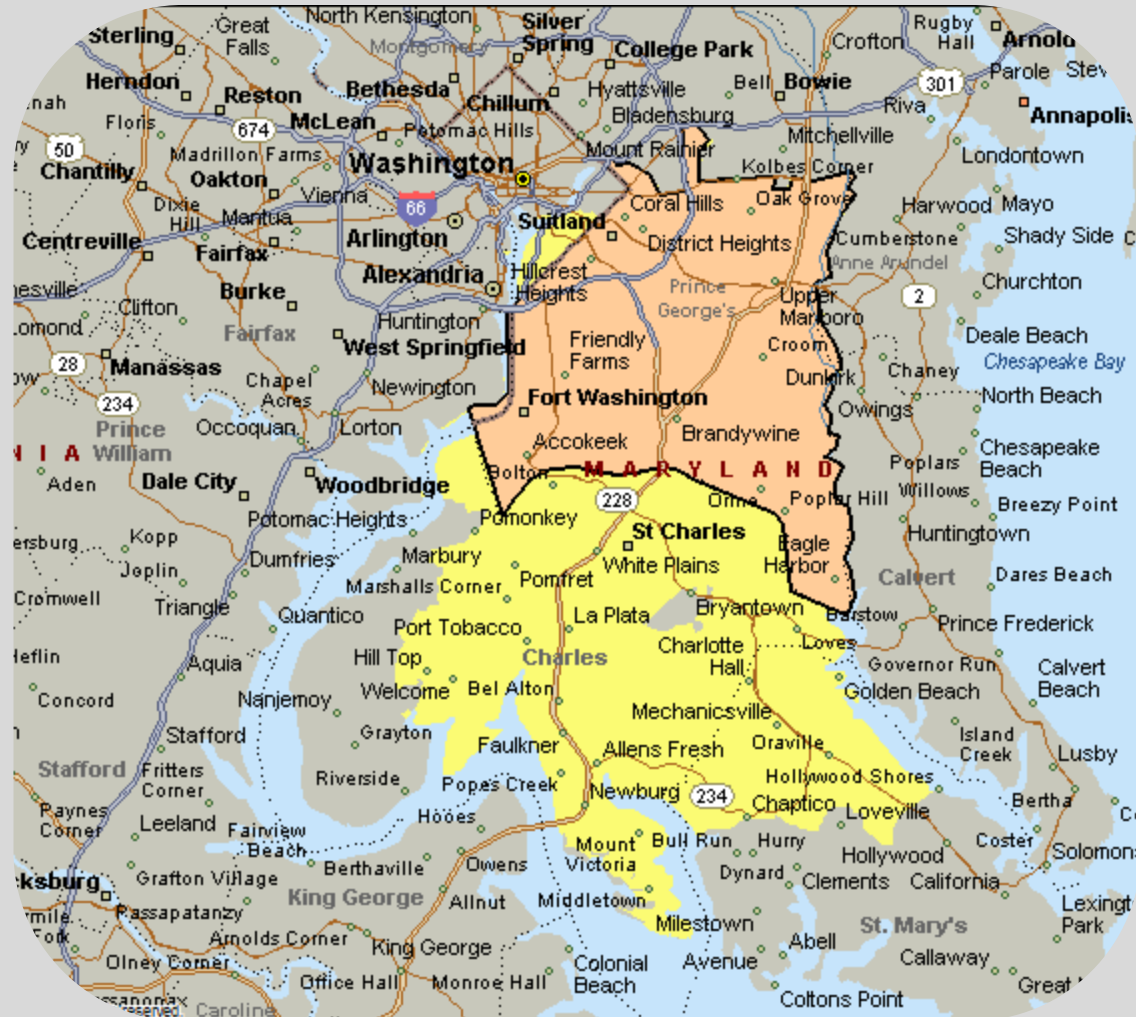 North Kensington
Great
Falls
Silver
Spring
Rugby
Hall
Arnold
Sterling
Montgomery
College Park
Crofton
Herndon
Bethesda
Hyattsville
Bell
Bowie
301
Parole
Stev
Reston
Chillum
Bladensburg
Riva
Annapolis
nah
Floris
674
McLean
Potomac Hills
Mitchellville
50
Madrillon Farms
Washington
Mount Rainier
Kolbes Corner
Londontown
Chantilly
Oakton
Vienna
66
Coral Hills
Oak Grove
Harwood
Mayo
Dixie
Hill
Mantua
Suitland
Centreville
Fairfax
Arlington
District Heights
Cumberstone
Shady Side
Anne Arundel
Alexandria
Hillcrest
Heights
Prince
George's
Churchton
nesville
Clifton
Burke
Upper
Marlboro
2
Lomond
Fairfax
Huntington
Friendly
Farms
Deale Beach
28
Manassas
West Springfield
Croom
Chaney
Chesapeake Bay
Chapel
Acres
Newington
Dunkirk
North Beach
234
Fort Washington
Owings
Prince
William
Occoquan
Lorton
Accokeek
Brandywine
Chesapeake
Beach
N I A
Bolton
MARYLAND
Poplars
Aden
Dale City
Woodbridge
228
Orme
Poplar Hill
Willows
Breezy Point
Potomac Heights
Pomonkey
St Charles
Huntingtown
ersburg
Kopp
Marbury
White Plains
Eagle
Harbor
Dumfries
Joplin
Marshalls Corner
Pomfret
Calvert
Dares Beach
Cromwell
Triangle
Quantico
La Plata
Bryantown
Barstow
Prince Frederick
Port Tobacco
Charlotte
Hall
Loves
Heflin
Aquia
Hill Top
Charles
Governor Run
Calvert
Beach
Concord
Nanjemoy
Welcome
Bel Alton
Golden Beach
Mechanicsville
Stafford
Grayton
Faulkner
Allens Fresh
Oraville
Island
Creek
Lusby
Stafford
Fritters
Corner
Riverside
Popes Creek
Newburg
234
Hollywood Shores
Chaptico
Loveville
Bertha
Paynes
Corner
Leeland
Fairview
Beach
Hooes
Mount
Victoria
Bull Run
Hurry
Hollywood
Coster
Solomons
cksburg
Grafton Village
Berthaville
Owens
Dynard
Clements
California
King George
Allnut
Middletown
Lexingt
Park
Passapatanzy
Milestown
St. Mary's
rmile
Fork
Arnolds Corner
King George
Abell
Callaway
Olney Corner
Office Hall
Monroe Hall
Colonial
Beach
Avenue
Great
Cottons Point
Caroline
reserved.